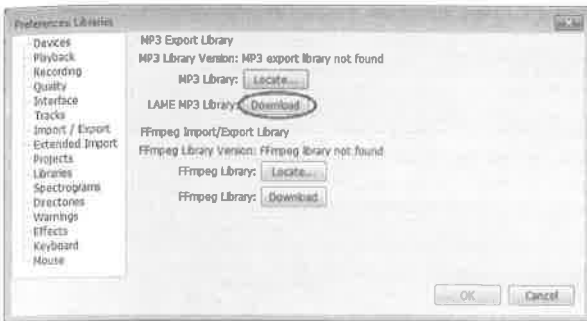 Preferences: Libraries
Devices
Playback
Recording
Quality
Interface
Tracks
Import / Export
Extended Import
Projects
Libraries
Spectrograms
Directories
Warnings
Effects
Keyboard
Mouse
MP3 Export Library
MP3 Library Version: MP3 export library not found
MP3 Library: Locate...
LAME MP3 Library: Download
FFmpeg Import/Export Library
FFmpeg Library Version: FFmpeg library not found
FFmpeg Library: Locate...
FFmpeg Library: Download
OK Cancel